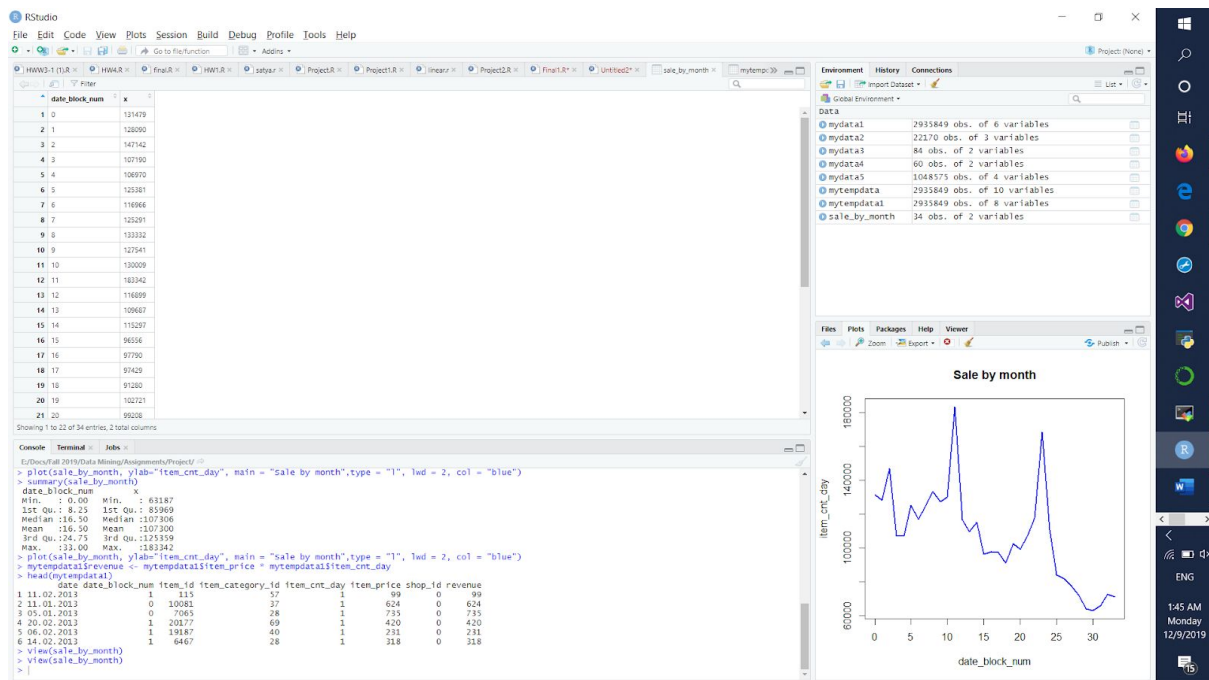 RStudio
File Edit Code View Plots Session Build Debug Profile Tools Help
Go to file/function Addins Project: (None)
HWW3-1 (1).R HW4.R final.R HW1.R satya.r Project.R Project1.R linear.r Project2.R Final1.R* Untitled2* sale_by_month mytempc
Filter
date_block_num x
1 0 131479
2 1 128090
3 2 147142
4 3 107190
5 4 106970
6 5 125381
7 6 116966
8 7 125291
9 8 133332
10 9 127541
11 10 130009
12 11 183342
13 12 116899
14 13 109687
15 14 115297
16 15 96556
17 16 97790
18 17 97429
19 18 91280
20 19 102721
21 20 99208
Showing 1 to 22 of 34 entries, 2 total columns
Console Terminal Jobs
E:/Docs/Fall 2019/Data Mining/Assignments/Project/
> plot(sale_by_month, ylab="item_cnt_day", main = "Sale by month",type = "l", lwd = 2, col = "blue")
> summary(sale_by_month)
date_block_num x
Min. : 0.00 Min. : 63187
1st Qu.: 8.25 1st Qu.: 85969
Median :16.50 Median :107306
Mean :16.50 Mean :107300
3rd Qu.:24.75 3rd Qu.:125359
Max. :33.00 Max. :183342
> plot(sale_by_month, ylab="item_cnt_day", main = "Sale by month",type = "l", lwd = 2, col = "blue")
> mytempdata1$revenue <- mytempdata1$item_price * mytempdata1$item_cnt_day
> head(mytempdata1)
date date_block_num item_id item_category_id item_cnt_day item_price shop_id revenue
1 11.02.2013 1 115 57 1 99 0 99
2 11.01.2013 0 10081 37 1 624 0 624
3 05.01.2013 0 7065 28 1 735 0 735
4 20.02.2013 1 20177 69 1 420 0 420
5 06.02.2013 1 19187 40 1 231 0 231
6 14.02.2013 1 6467 28 1 318 0 318
> View(sale_by_month)
> View(sale_by_month)
>
Environment History Connections
Import Dataset List
Global Environment
Data
mydata1 2935849 obs. of 6 variables
mydata2 22170 obs. of 3 variables
mydata3 84 obs. of 2 variables
mydata4 60 obs. of 2 variables
mydata5 1048575 obs. of 4 variables
mytempdata 2935849 obs. of 10 variables
mytempdata1 2935849 obs. of 8 variables
sale_by_month 34 obs. of 2 variables
Files Plots Packages Help Viewer
Zoom Export Publish
Sale by month
item_cnt_day
180000
140000
100000
60000
0 5 10 15 20 25 30
date_block_num
ENG
1:45 AM
Monday
12/9/2019
15